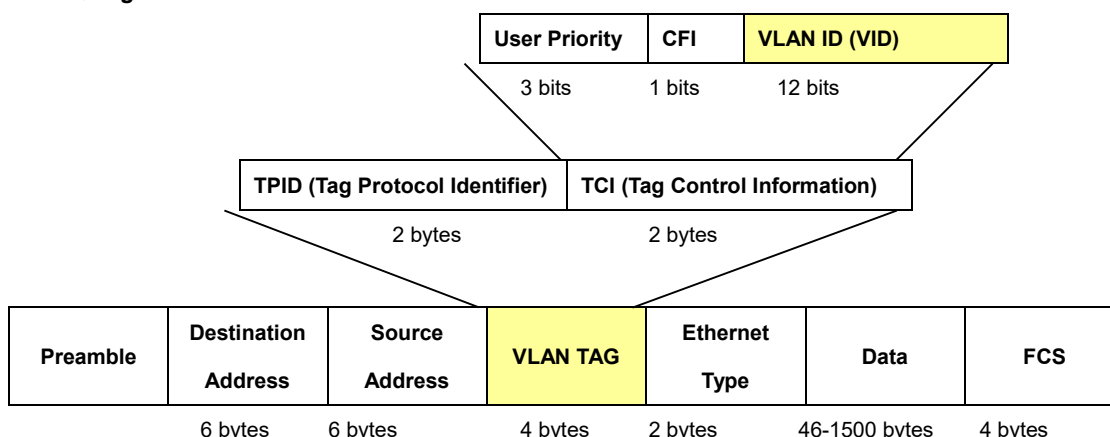 User Priority CFI VLAN ID (VID)
3 bits 1 bits 12 bits
TPID (Tag Protocol Identifier) TCI (Tag Control Information)
2 bytes 2 bytes
Preamble Destination Address Source Address VLAN TAG Ethernet Type Data FCS
6 bytes 6 bytes 4 bytes 2 bytes 46-1500 bytes 4 bytes